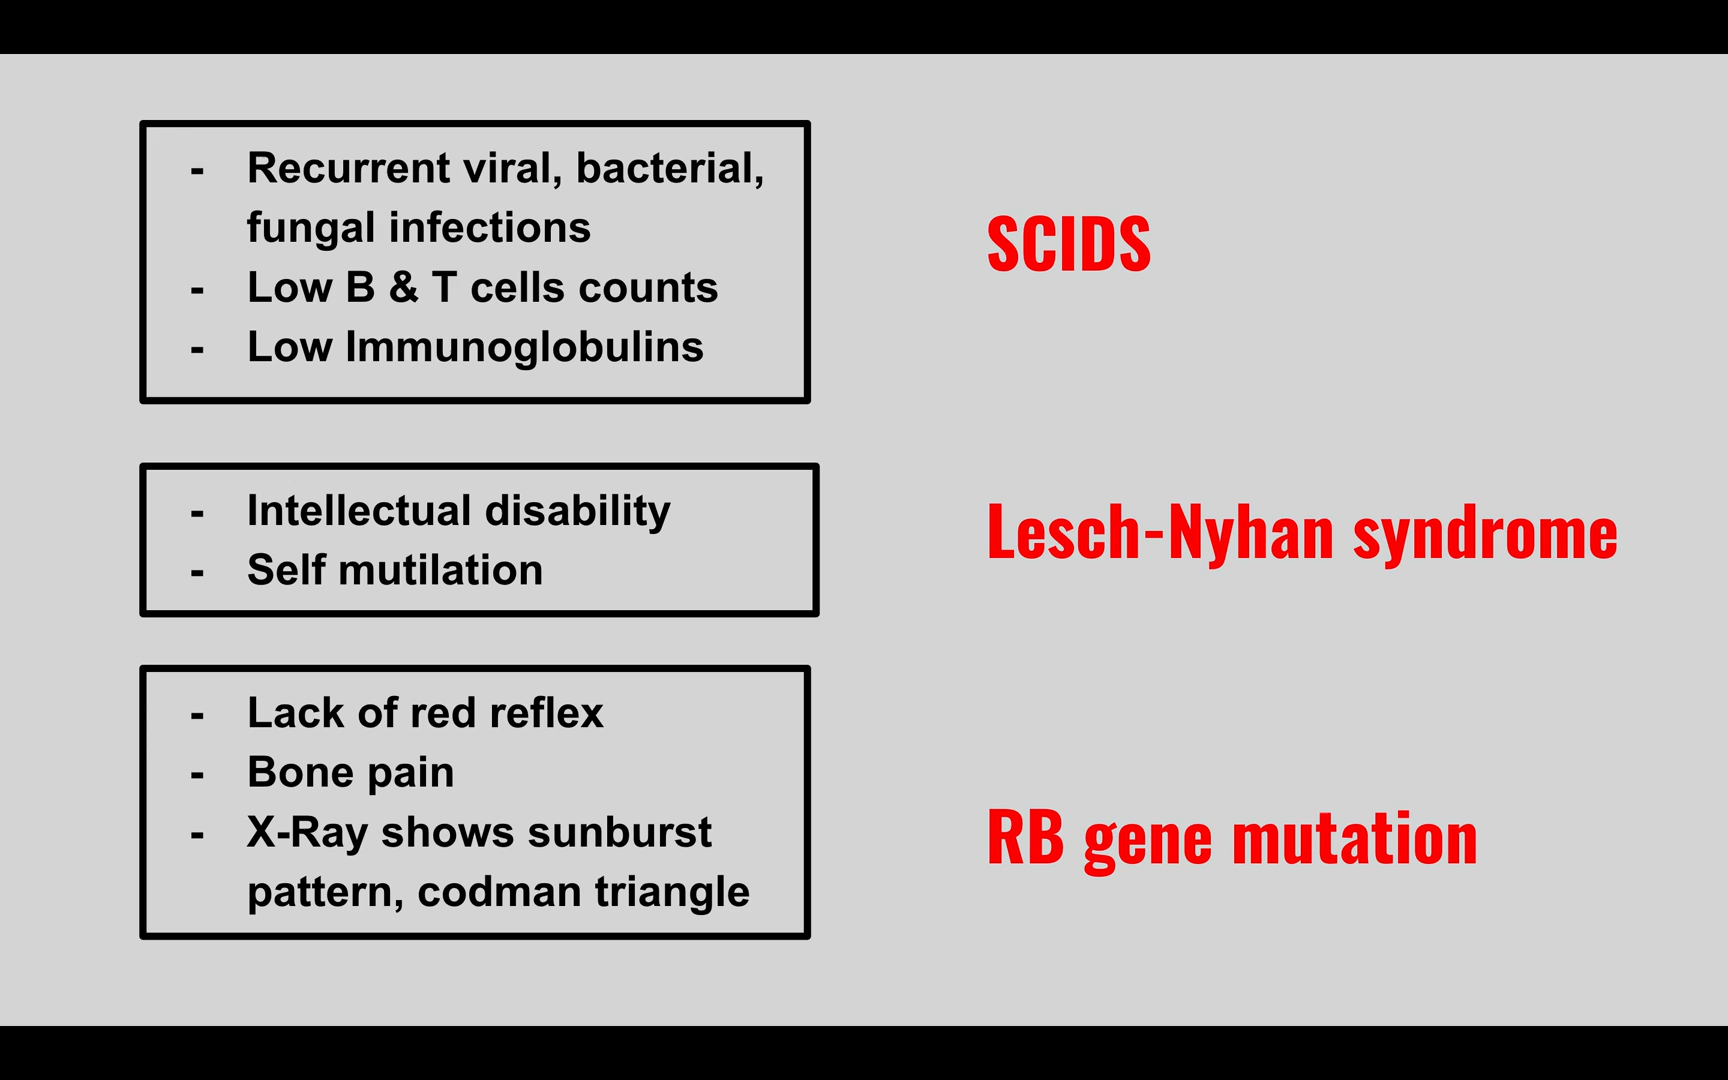 - Recurrent viral, bacterial,
fungal infections
- Low B & T cells counts
- Low Immunoglobulins
SCIDS
- Intellectual disability
- Self mutilation
Lesch-Nyhan syndrome
- Lack of red reflex
- Bone pain
- X-Ray shows sunburst
pattern, codman triangle
RB gene mutation